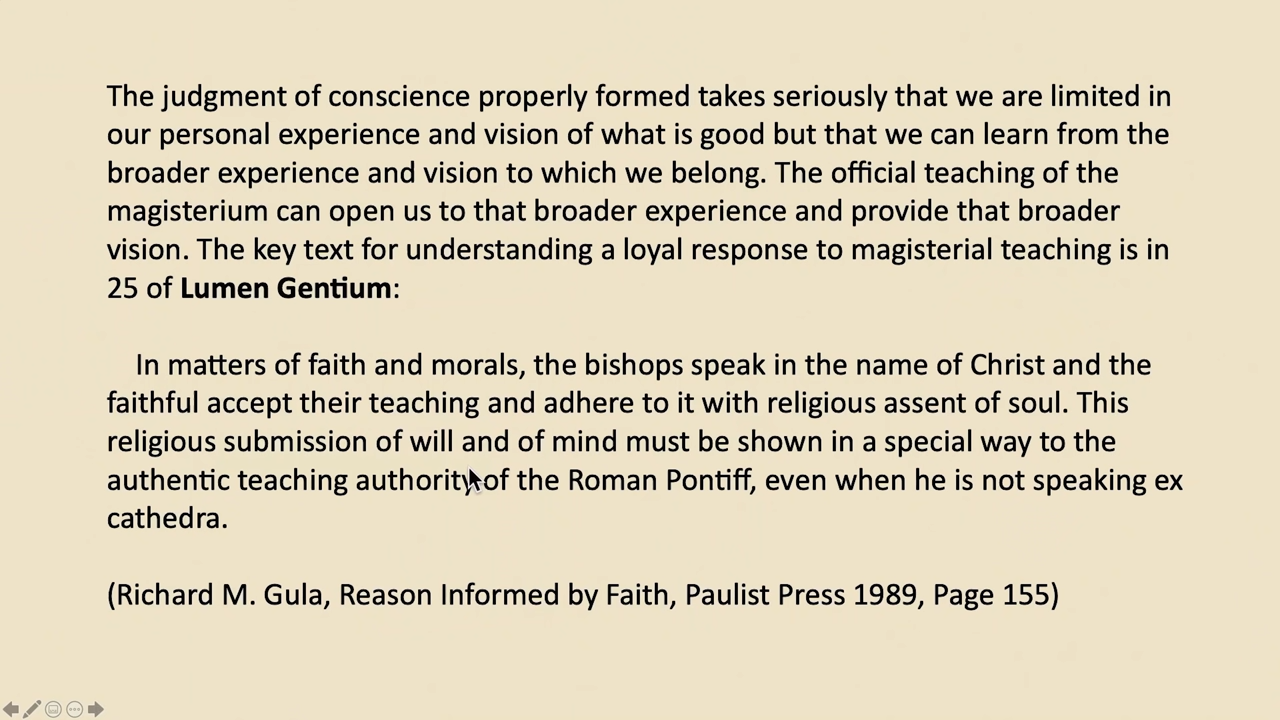 The judgment of conscience properly formed takes seriously that we are limited in
our personal experience and vision of what is good but that we can learn from the
broader experience and vision to which we belong. The official teaching of the
magisterium can open us to that broader experience and provide that broader
vision. The key text for understanding a loyal response to magisterial teaching is in
25 of Lumen Gentium:
In matters of faith and morals, the bishops speak in the name of Christ and the
faithful accept their teaching and adhere to it with religious assent of soul. This
religious submission of will and of mind must be shown in a special way to the
authentic teaching authority of the Roman Pontiff, even when he is not speaking ex
cathedra.
(Richard M. Gula, Reason Informed by Faith, Paulist Press 1989, Page 155)